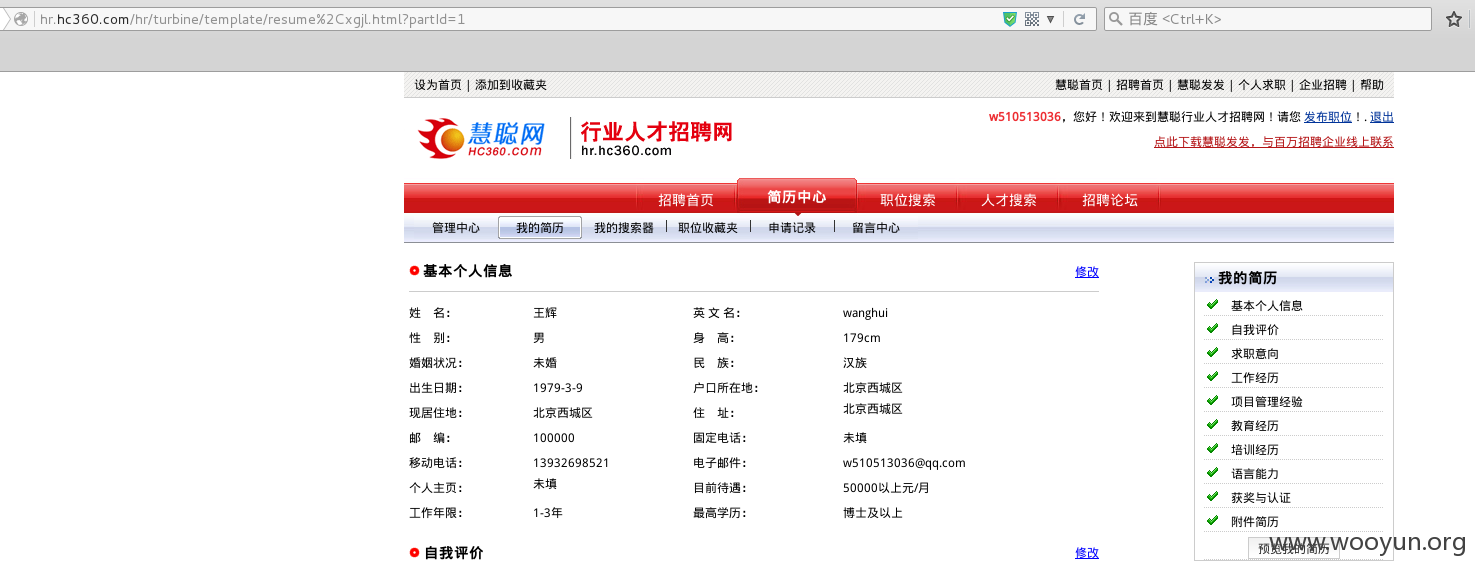 hr.hc360.com/hr/turbine/template/resume%2Cxgjl.html?partId=1
百度 <Ctrl+K>
设为首页 | 添加到收藏夹
慧聪首页 | 招聘首页 | 慧聪发发 | 个人求职 | 企业招聘 | 帮助
慧聪网
HC360.com
行业人才招聘网
hr.hc360.com
w510513036，您好！欢迎来到慧聪行业人才招聘网！请您 发布职位！. 退出
点此下载慧聪发发，与百万招聘企业线上联系
招聘首页 简历中心 职位搜索 人才搜索 招聘论坛
管理中心 我的简历 我的搜索器 | 职位收藏夹 | 申请记录 | 留言中心
基本个人信息 修改
姓 名： 王辉 英 文 名： wanghui
性 别： 男 身 高： 179cm
婚姻状况： 未婚 民 族： 汉族
出生日期： 1979-3-9 户口所在地： 北京西城区
现居住地： 北京西城区 住 址： 北京西城区
邮 编： 100000 固定电话： 未填
移动电话： 13932698521 电子邮件： w510513036@qq.com
个人主页： 未填 目前待遇： 50000以上元/月
工作年限： 1-3年 最高学历： 博士及以上
自我评价 修改
我的简历
基本个人信息
自我评价
求职意向
工作经历
项目管理经验
教育经历
培训经历
语言能力
获奖与认证
附件简历
预览我的简历
www.wooyun.org